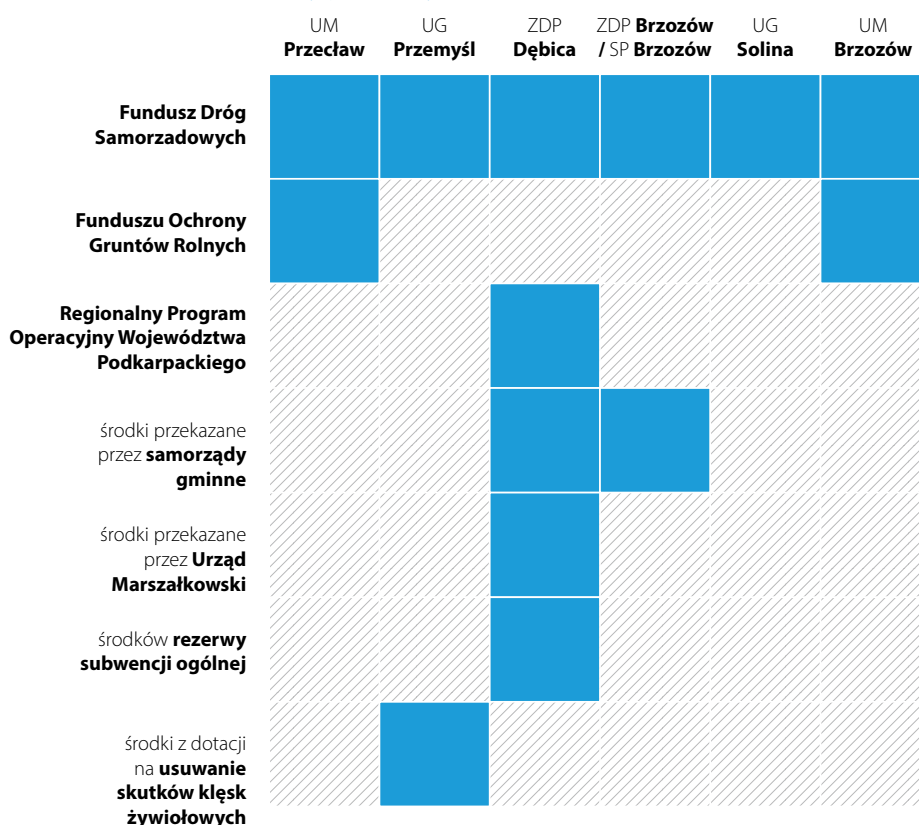 UM UG ZDP ZDP Brzozów UG UM
Przecław Przemyśl Dębica / SP Brzozów Solina Brzozów
Fundusz Dróg
Samorzadowych
Funduszu Ochrony
Gruntów Rolnych
Regionalny Program
Operacyjny Województwa
Podkarpackiego
środki przekazane
przez samorządy
gminne
środki przekazane
przez Urząd
Marszałkowski
środków rezerwy
subwencji ogólnej
środki z dotacji
na usuwanie
skutków klęsk
żywiołowych